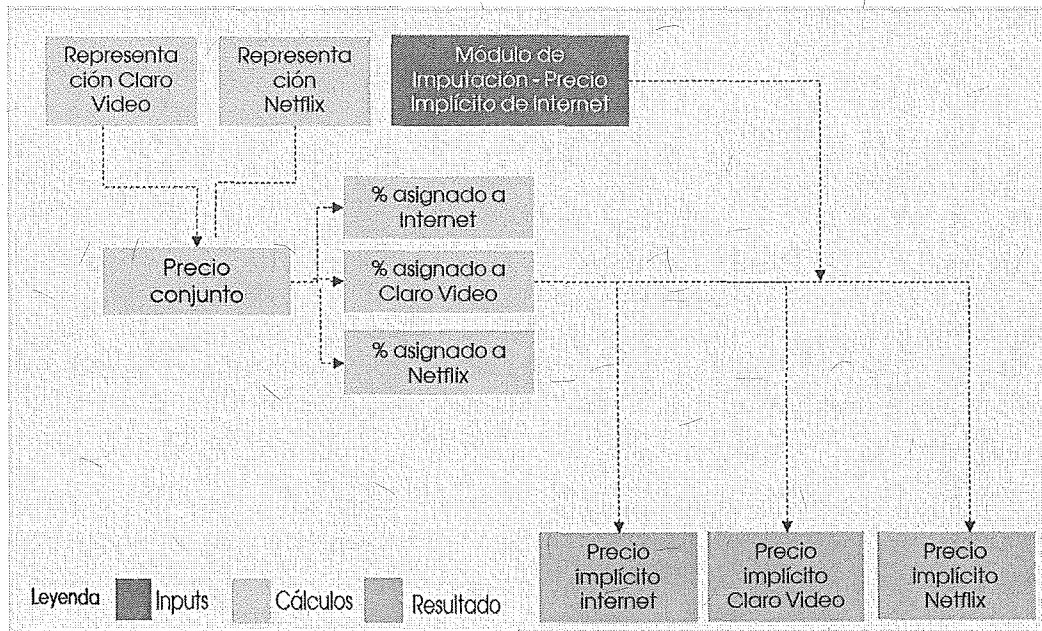 Representa
ción Claro
Video
Representa
ción
Netflix
Módulo de
Imputación - Precio
Implícito de Internet
% asignado a
Internet
Precio
conjunto
% asignado a
Claro Video
% asignado a
Netflix
Precio
implícito
internet
Precio
implícito
Claro Video
Precio
implícito
Netflix
Leyenda Inputs Cálculos Resultado